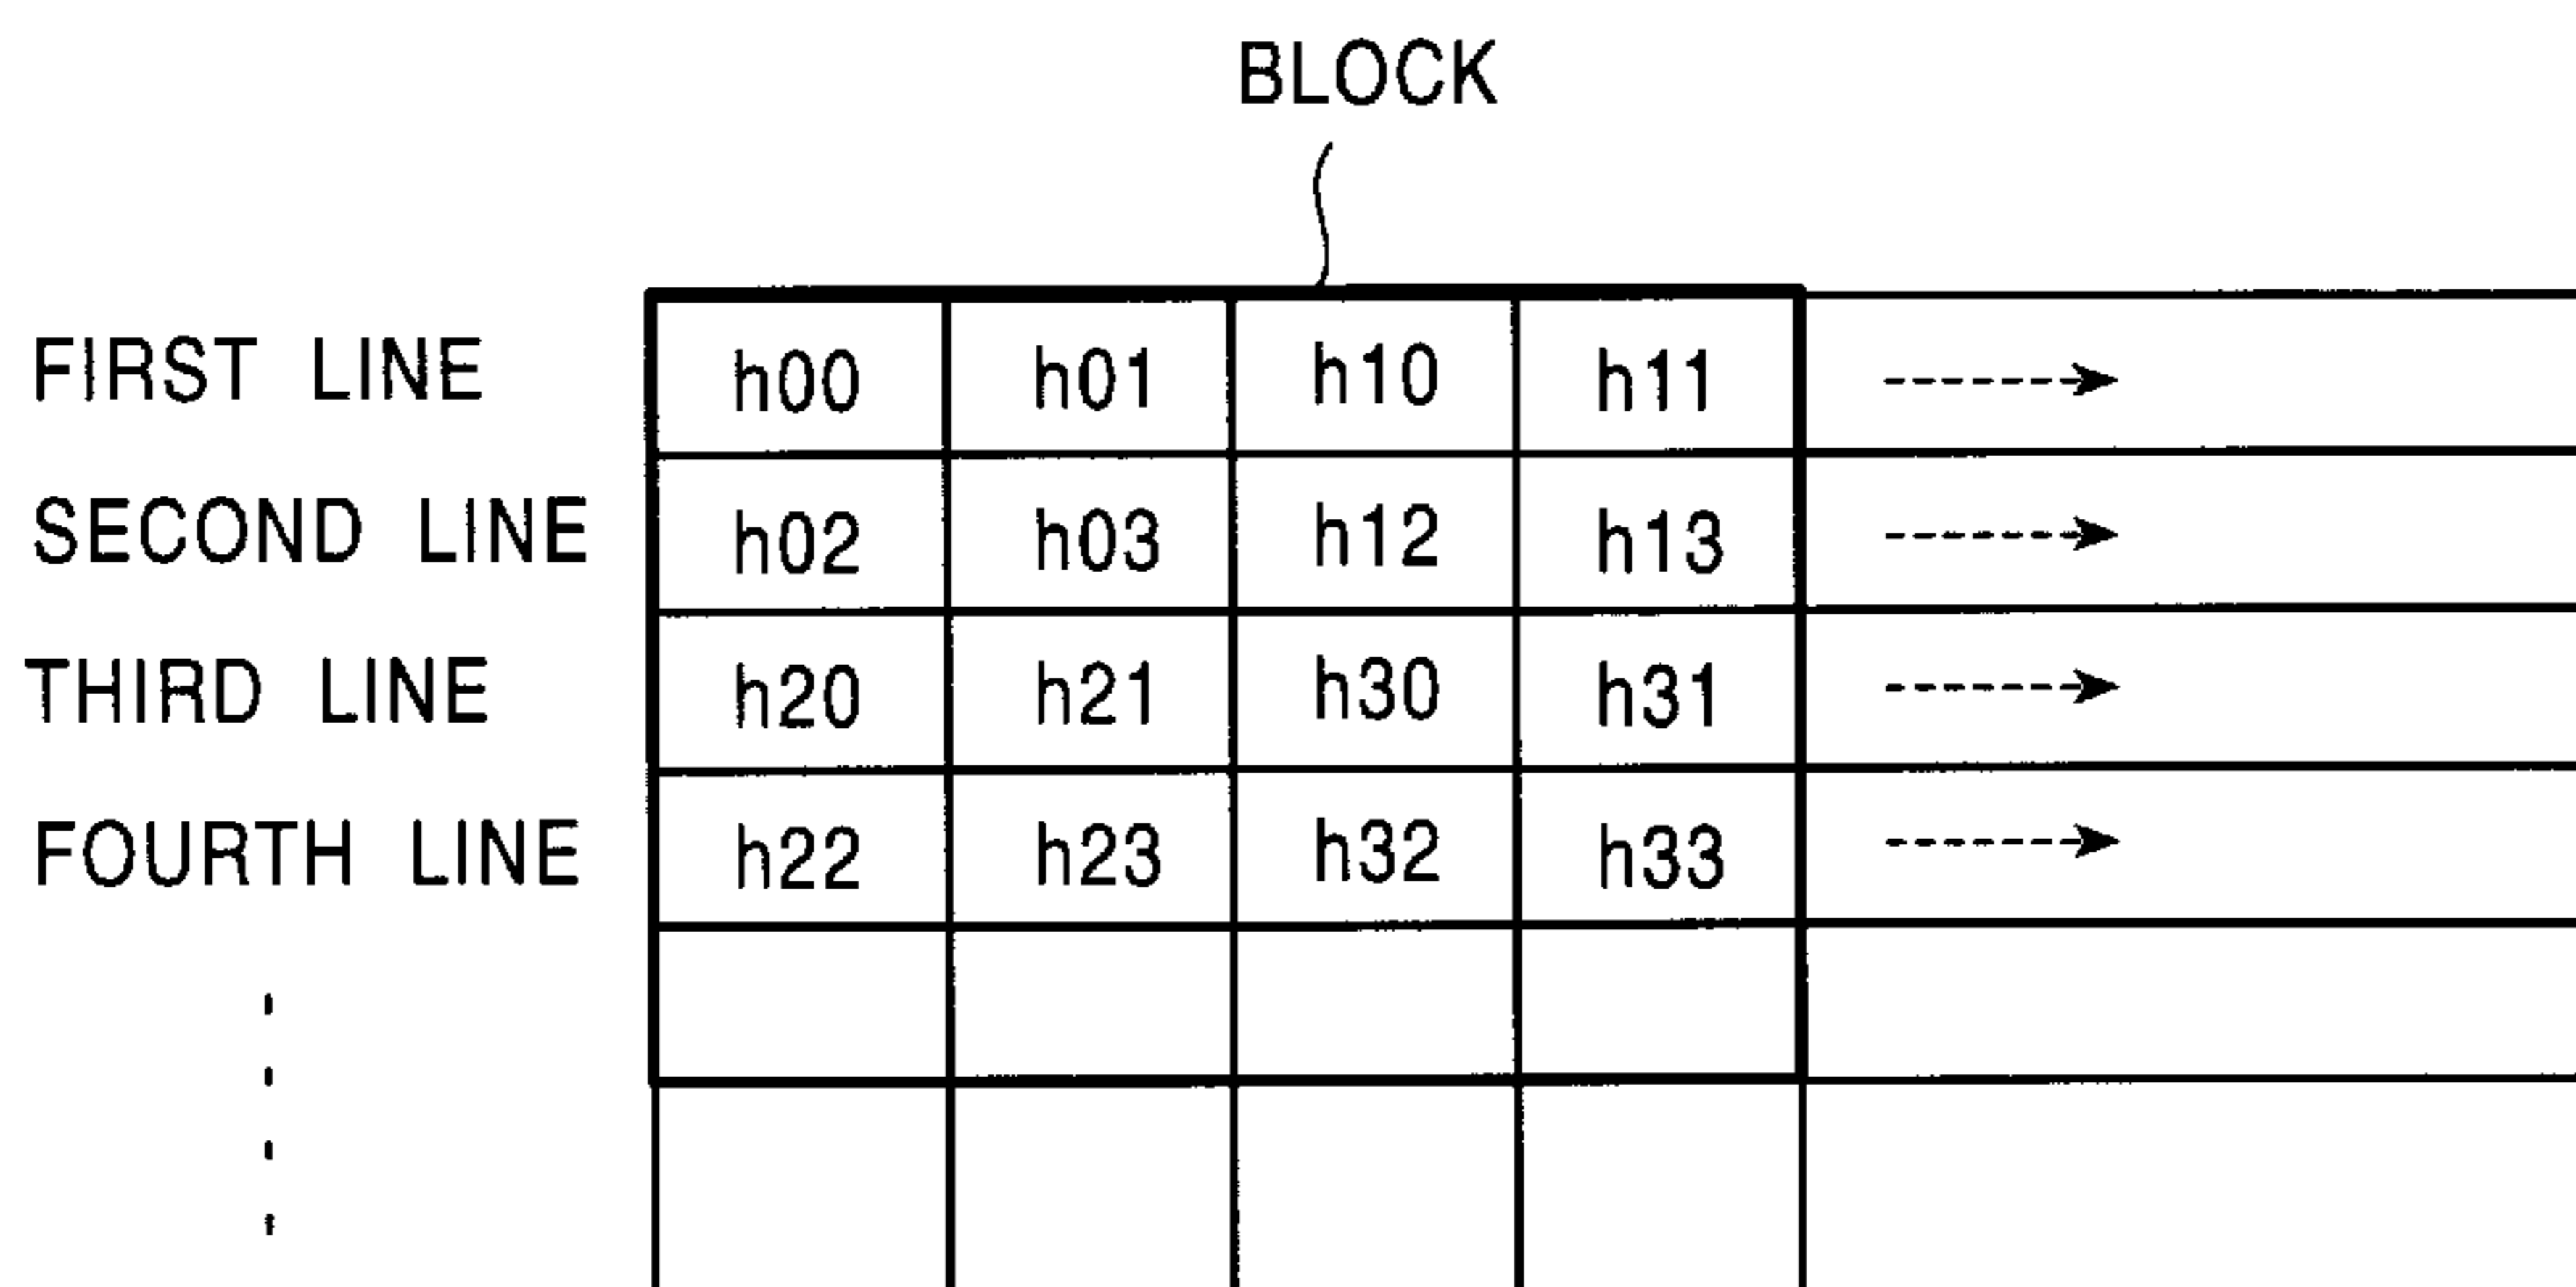 BLOCK
FIRST LINE h00 h01 h10 h11
SECOND LINE h02 h03 h12 h13
THIRD LINE h20 h21 h30 h31
FOURTH LINE h22 h23 h32 h33